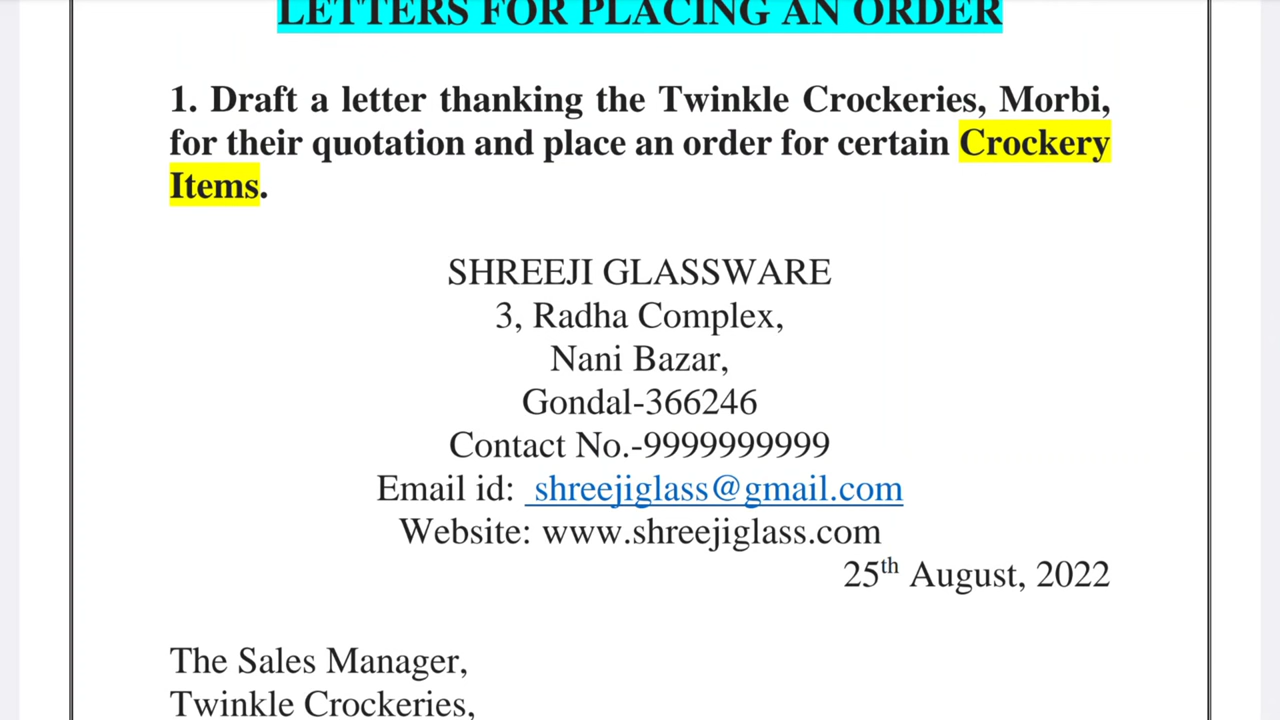 LETTERS FOR PLACING AN ORDER
1. Draft a letter thanking the Twinkle Crockeries, Morbi,
for their quotation and place an order for certain Crockery
Items.
SHREEJI GLASSWARE
3, Radha Complex,
Nani Bazar,
Gondal-366246
Contact No.-9999999999
Email id: shreejiglass@gmail.com
Website: www.shreejiglass.com
25th August, 2022
The Sales Manager,
Twinkle Crockeries,